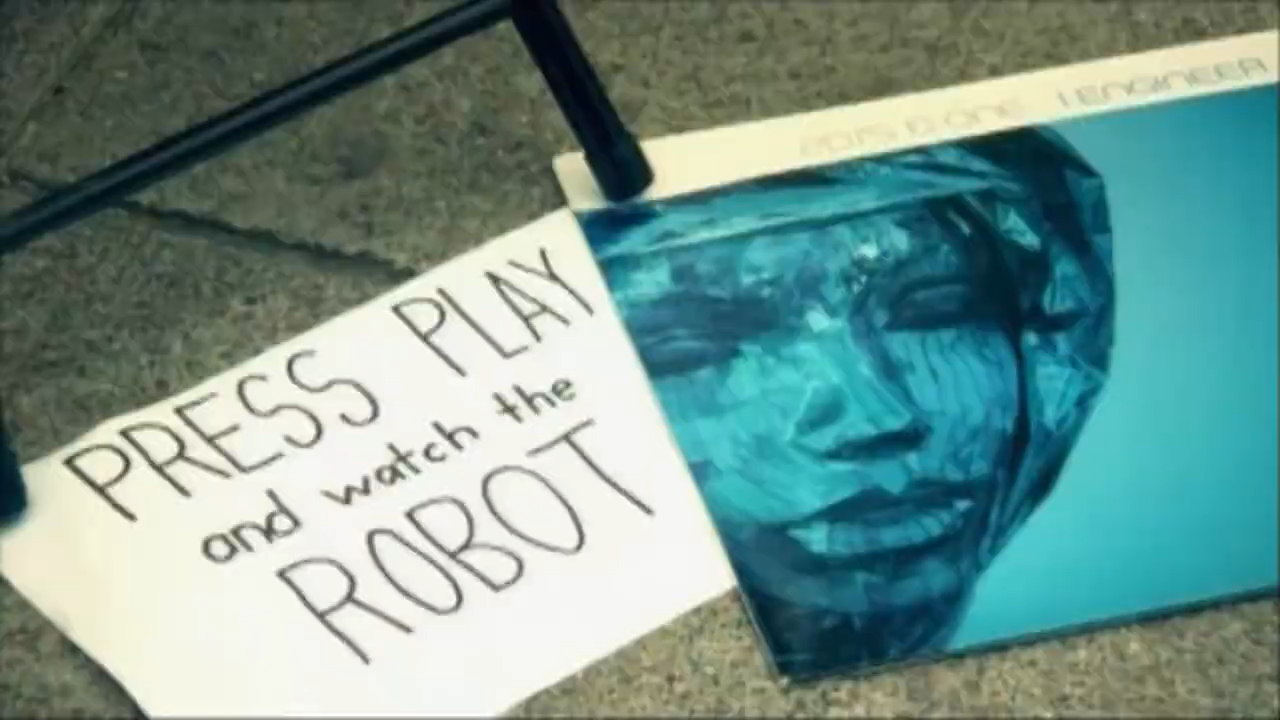 PRESS PLAY
and watch the
ROBOT
I ENGINEER